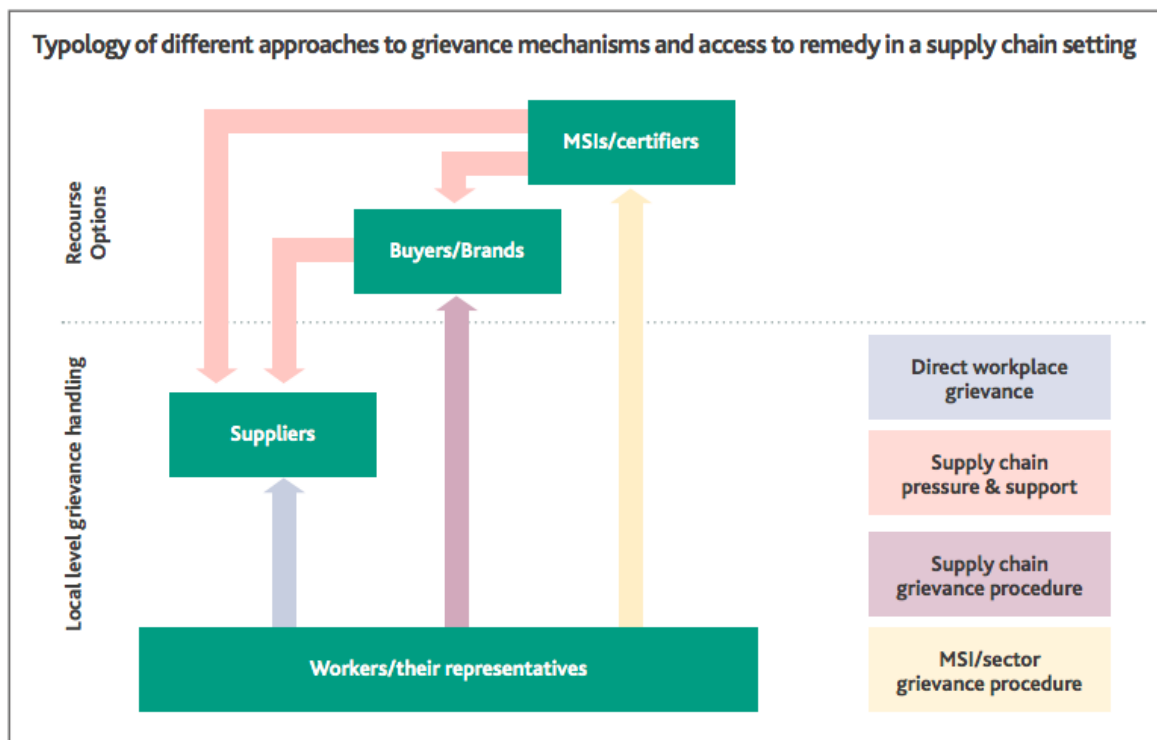 Typology of different approaches to grievance mechanisms and access to remedy in a supply chain setting
MSIs/certifiers
Recourse
Options
Buyers/Brands
Local level grievance handling
Suppliers
Workers/their representatives
Direct workplace
grievance
Supply chain
pressure & support
Supply chain
grievance procedure
MSI/sector
grievance procedure